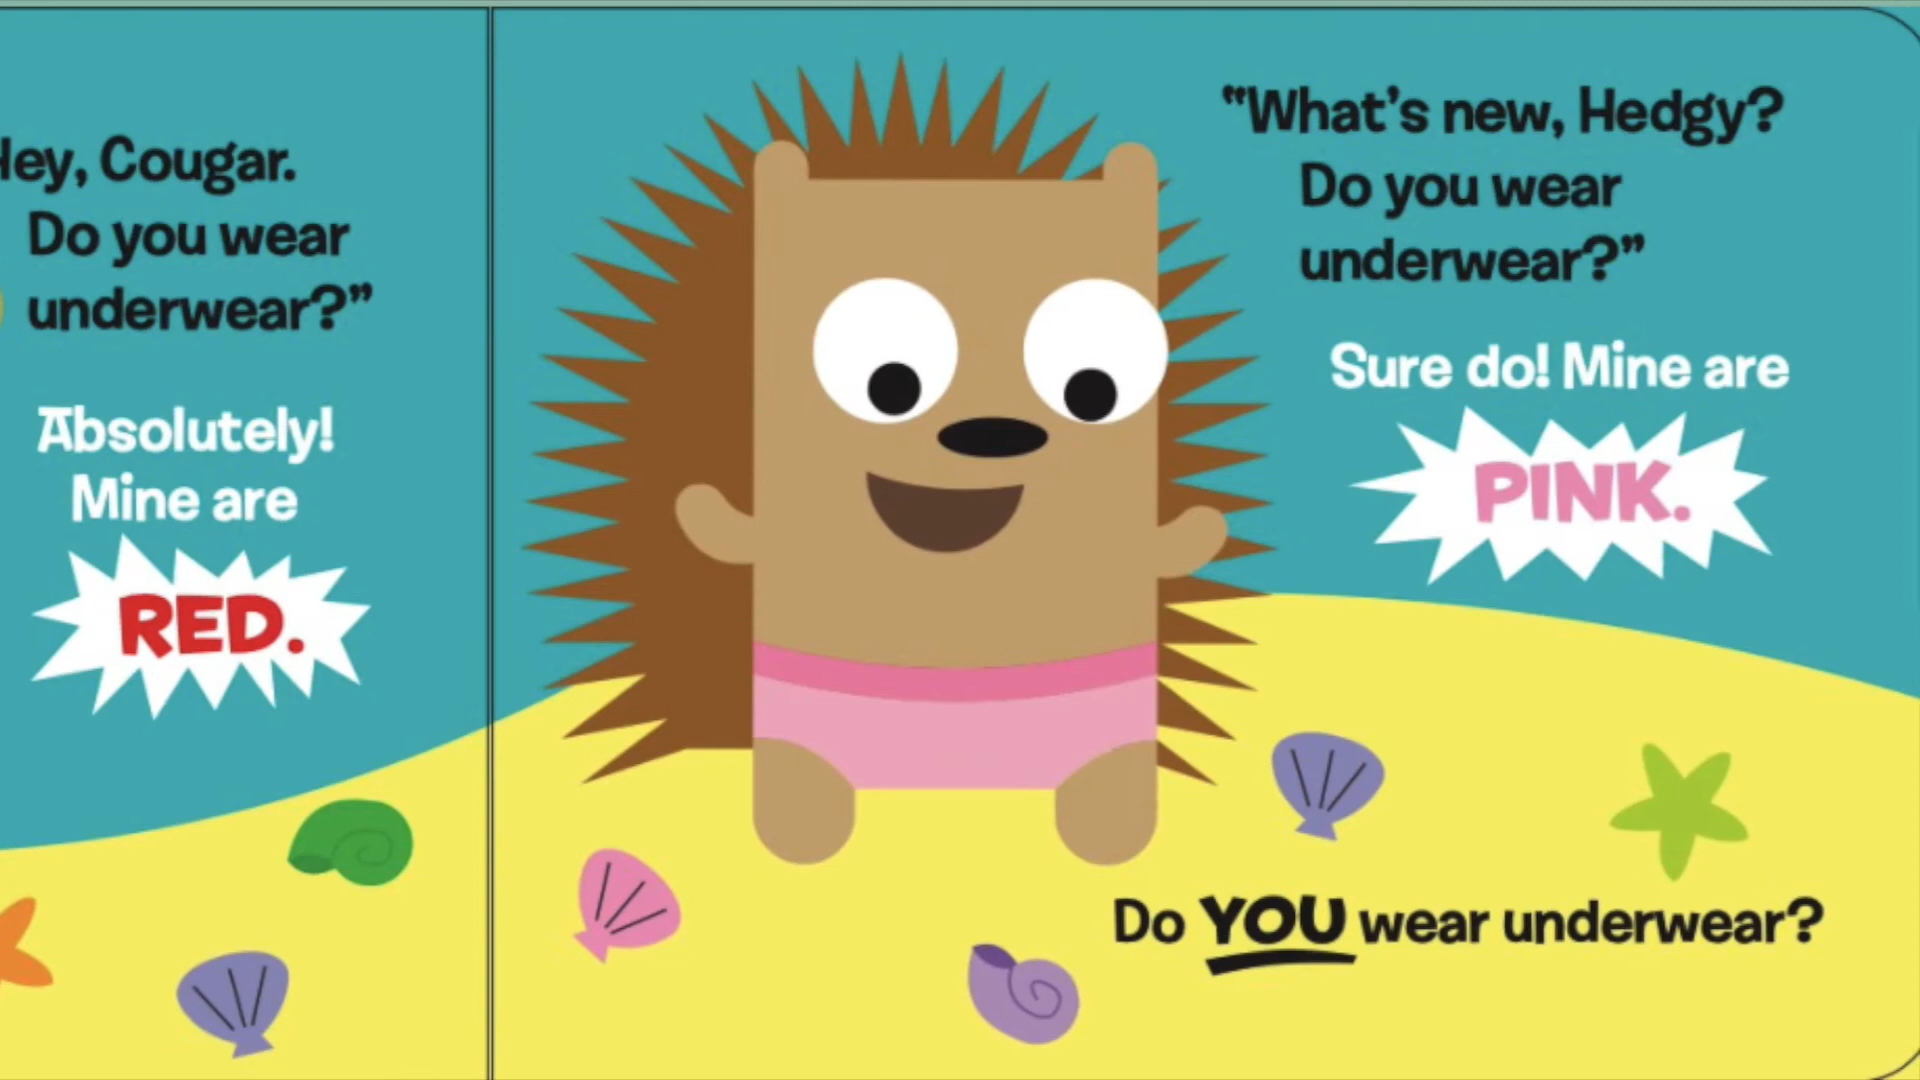 Hey, Cougar.
Do you wear
underwear?”
Absolutely!
Mine are
RED.
“What’s new, Hedgy?
Do you wear
underwear?”
Sure do! Mine are
PINK.
Do YOU wear underwear?